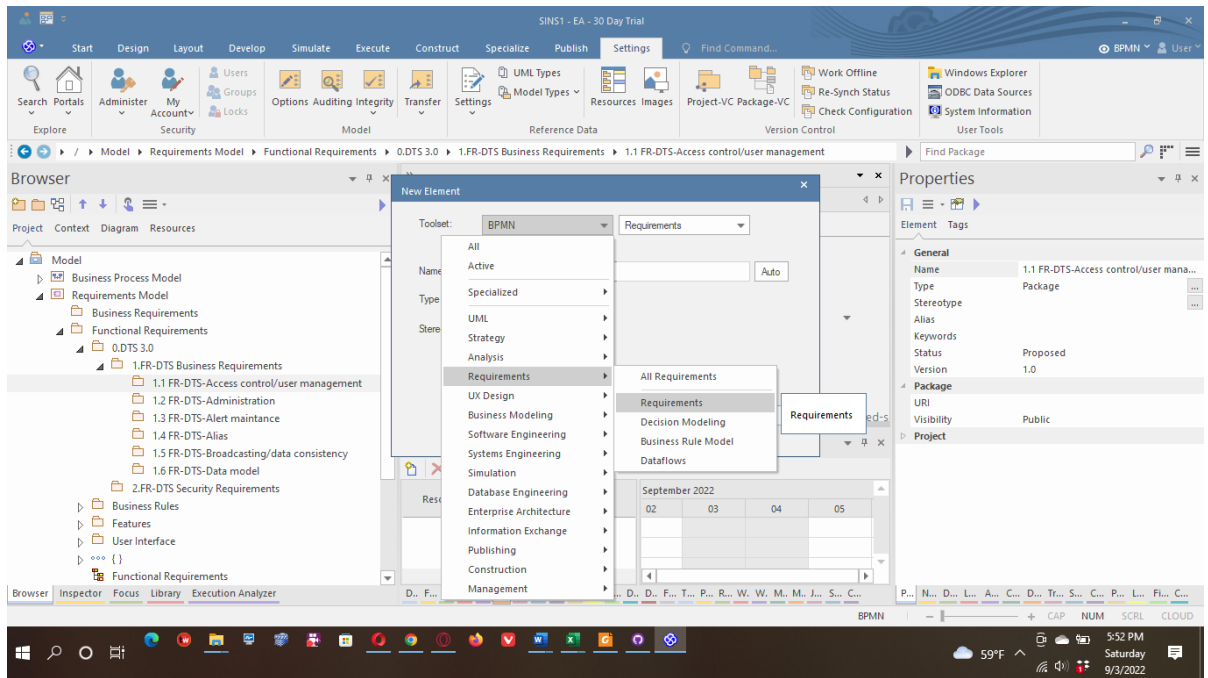 SINS1 - EA - 30 Day Trial
Start Design Layout Develop Simulate Execute Construct Specialize Publish Settings Find Command... BPMN User
Search Portals Administer My Account Users Groups Locks Options Auditing Integrity Transfer Settings UML Types Model Types Resources Images Project-VC Package-VC Work Offline Re-Synch Status Check Configuration Windows Explorer ODBC Data Sources System Information
Explore Security Model Reference Data Version Control User Tools
/ Model Requirements Model Functional Requirements 0.DTS 3.0 1.FR-DTS Business Requirements 1.1 FR-DTS-Access control/user management Find Package
Browser
Project Context Diagram Resources
Model
Business Process Model
Requirements Model
Business Requirements
Functional Requirements
0.DTS 3.0
1.FR-DTS Business Requirements
1.1 FR-DTS-Access control/user management
1.2 FR-DTS-Administration
1.3 FR-DTS-Alert maintance
1.4 FR-DTS-Alias
1.5 FR-DTS-Broadcasting/data consistency
1.6 FR-DTS-Data model
2.FR-DTS Security Requirements
Business Rules
Features
User Interface
{ }
Functional Requirements
Browser Inspector Focus Library Execution Analyzer
New Element
Toolset: BPMN Requirements
Name Auto
Type
Stere
All
Active
Specialized
UML
Strategy
Analysis
Requirements
UX Design
Business Modeling
Software Engineering
Systems Engineering
Simulation
Database Engineering
Enterprise Architecture
Information Exchange
Publishing
Construction
Management
All Requirements
Requirements
Decision Modeling
Business Rule Model
Dataflows
Requirements
ed-s
Resc
September 2022
02 03 04 05
D.. F... .. D.. D.. F... T... P... R... W. W. M.. M.. J... S... C...
Properties
Element Tags
General
Name 1.1 FR-DTS-Access control/user mana...
Type Package ...
Stereotype ...
Alias
Keywords
Status Proposed
Version 1.0
Package
URI
Visibility Public
Project
P... N... D... L... A... C... D... Tr... S... C... P... L... Fi... C...
BPMN CAP NUM SCRL CLOUD
59°F
5:52 PM
Saturday
9/3/2022